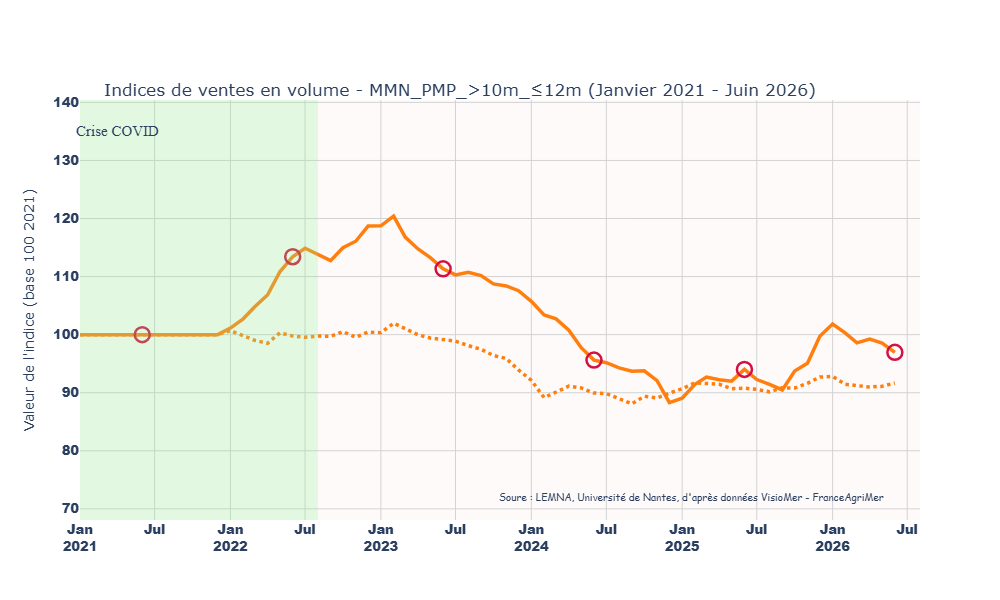 Indices de ventes en volume - MMN_PMP_>10m_≤12m (Janvier 2021 - Juin 2026)
Valeur de l'indice (base 100 2021)
140
130
120
110
100
90
80
70
Crise COVID
Soure : LEMNA, Université de Nantes, d'après données VisioMer - FranceAgriMer
Jan Jul Jan Jul Jan Jul Jan Jul Jan Jul Jan Jul
2021 2022 2023 2024 2025 2026